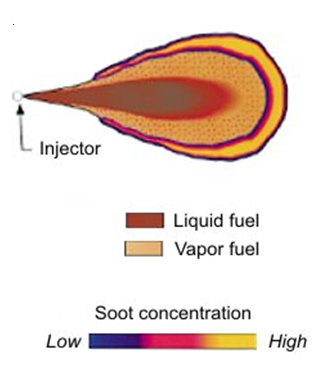 Injector
Liquid fuel
Vapor fuel
Soot concentration
Low High